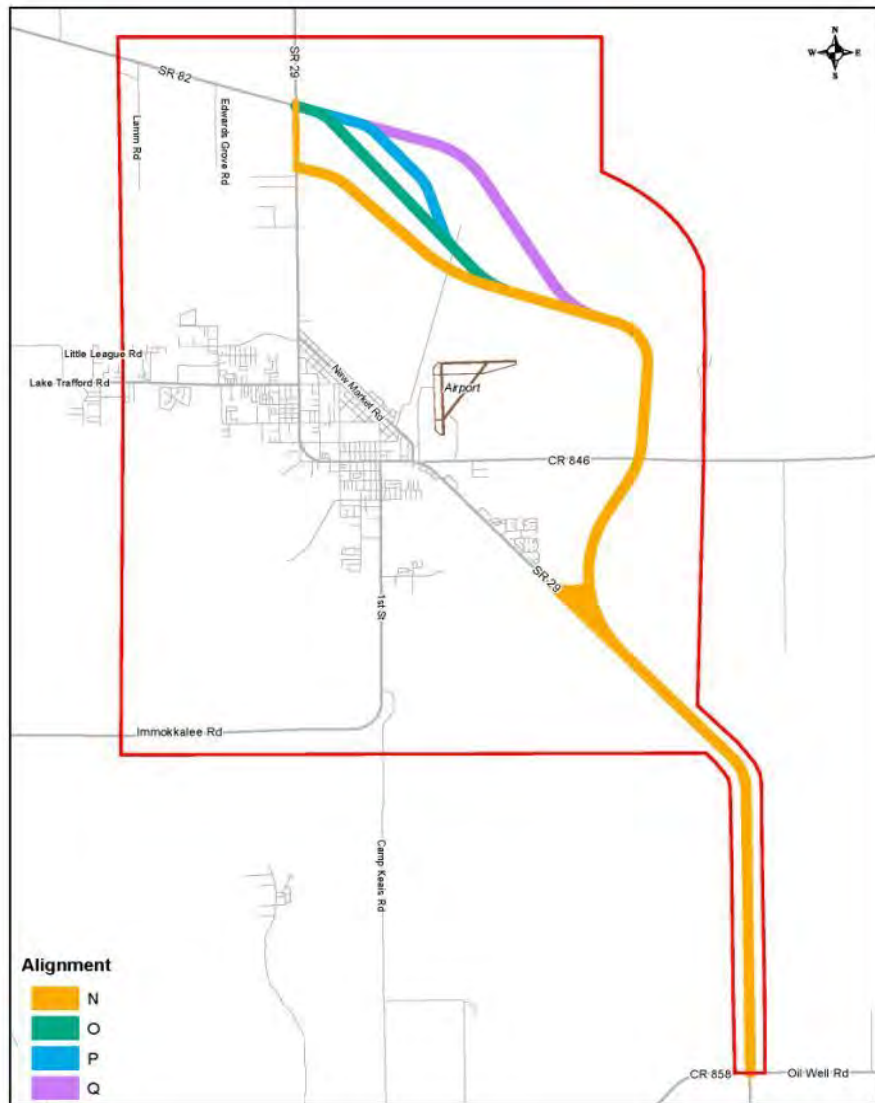 N
W E
S
SR 29
SR 82
Lamm Rd
Edwards Grove Rd
Little League Rd
Lake Trafford Rd
New Market Rd
Airport
CR 846
SR 29
1st St
Immokkalee Rd
Camp Keais Rd
Alignment
N
O
P
Q
CR 858
Oil Well Rd